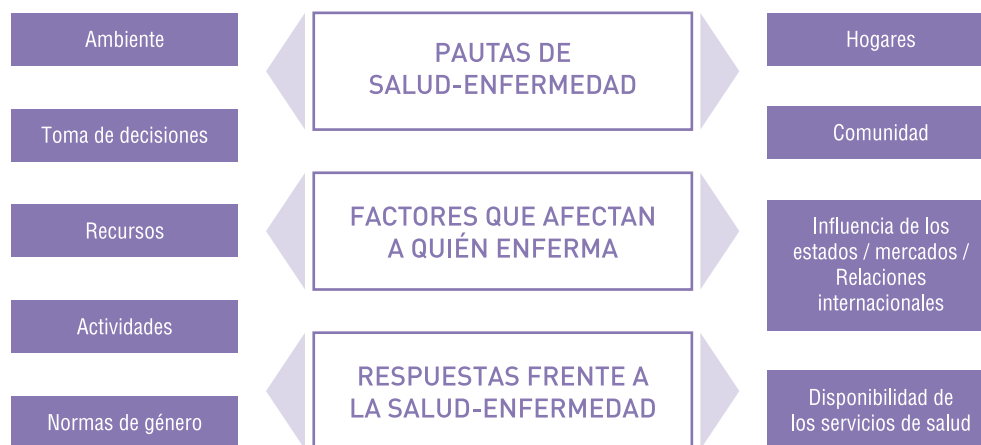 Ambiente
Toma de decisiones
Recursos
Actividades
Normas de género
PAUTAS DE
SALUD-ENFERMEDAD
FACTORES QUE AFECTAN
A QUIÉN ENFERMA
RESPUESTAS FRENTE A
LA SALUD-ENFERMEDAD
Hogares
Comunidad
Influencia de los
estados / mercados /
Relaciones
internacionales
Disponibilidad de
los servicios de salud